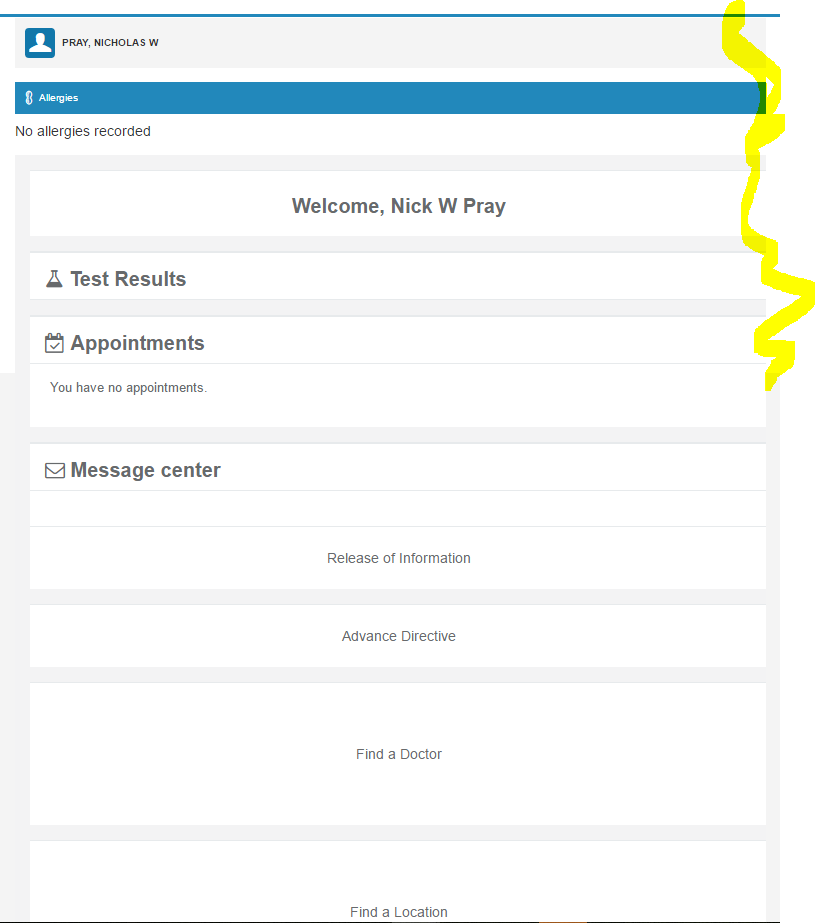 PRAY, NICHOLAS W
Allergies
No allergies recorded
Welcome, Nick W Pray
Test Results
Appointments
You have no appointments.
Message center
Release of Information
Advance Directive
Find a Doctor
Find a Location